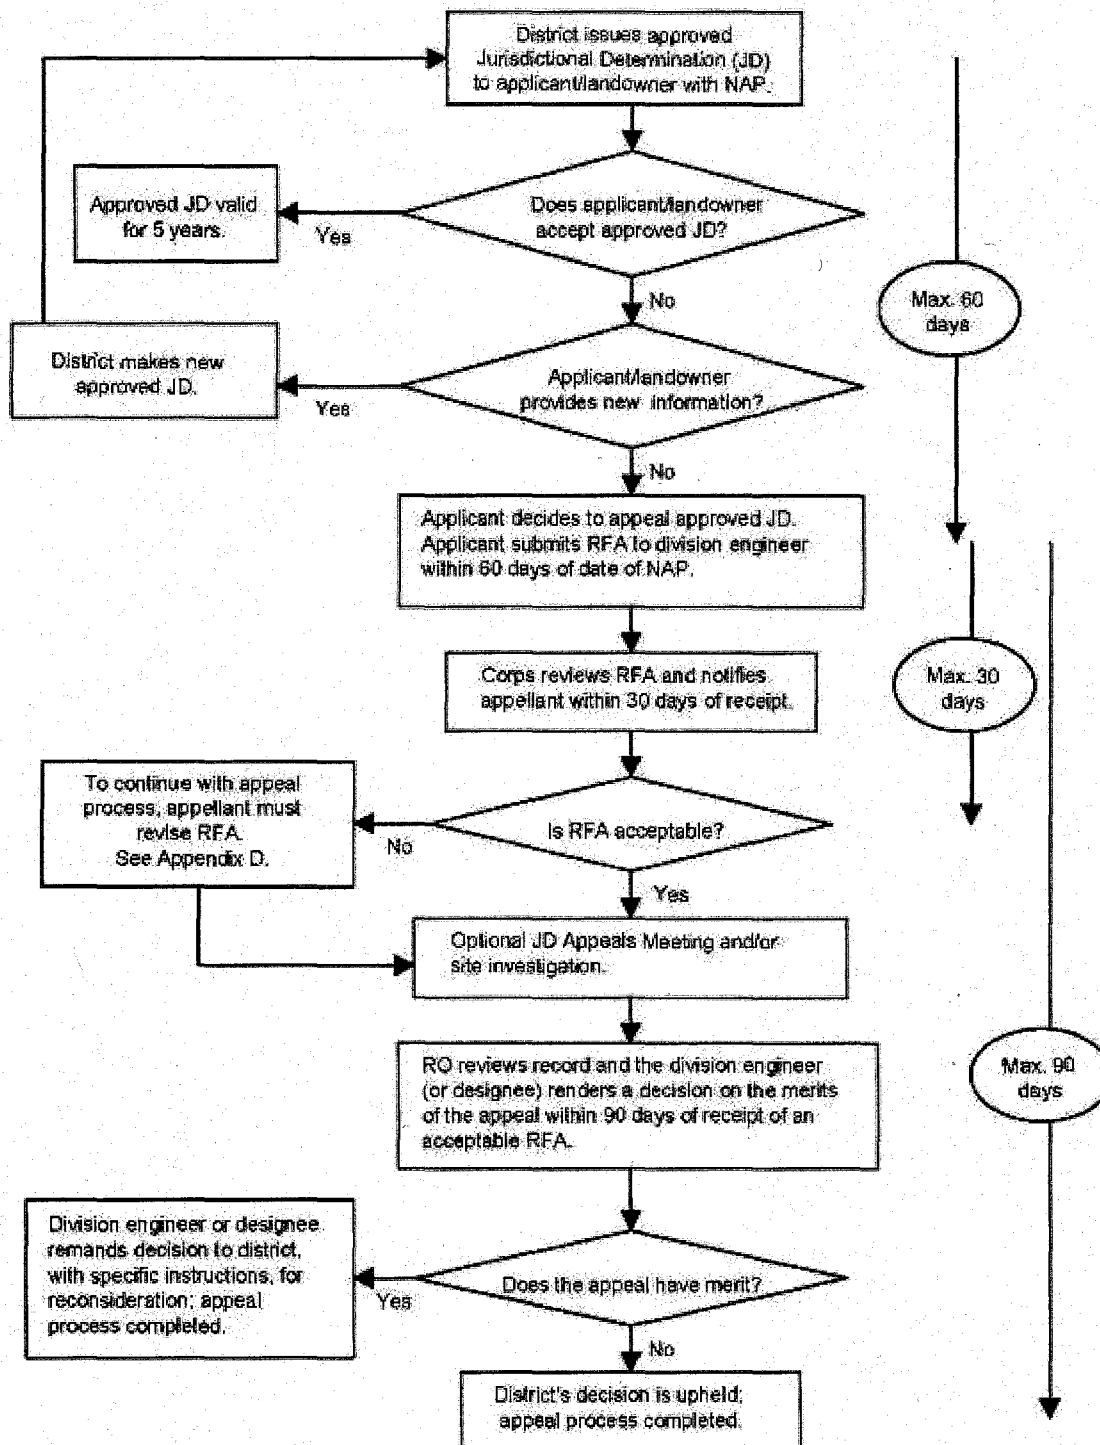 District issues approved
Jurisdictional Determination (JD)
to applicant/landowner with NAP.
Approved JD valid
for 5 years.
Yes
Does applicant/landowner
accept approved JD?
No
Max. 60
days
District makes new
approved JD.
Yes
Applicant/landowner
provides new information?
No
Applicant decides to appeal approved JD.
Applicant submits RFA to division engineer
within 60 days of date of NAP.
Corps reviews RFA and notifies
appellant within 30 days of receipt.
Max. 30
days
To continue with appeal
process, appellant must
revise RFA.
See Appendix D.
No
Is RFA acceptable?
Yes
Optional JD Appeals Meeting and/or
site investigation.
RO reviews record and the division engineer
(or designee) renders a decision on the merits
of the appeal within 90 days of receipt of an
acceptable RFA.
Max. 90
days
Division engineer or designee
remands decision to district,
with specific instructions, for
reconsideration; appeal
process completed.
Yes
Does the appeal have merit?
No
District's decision is upheld;
appeal process completed.